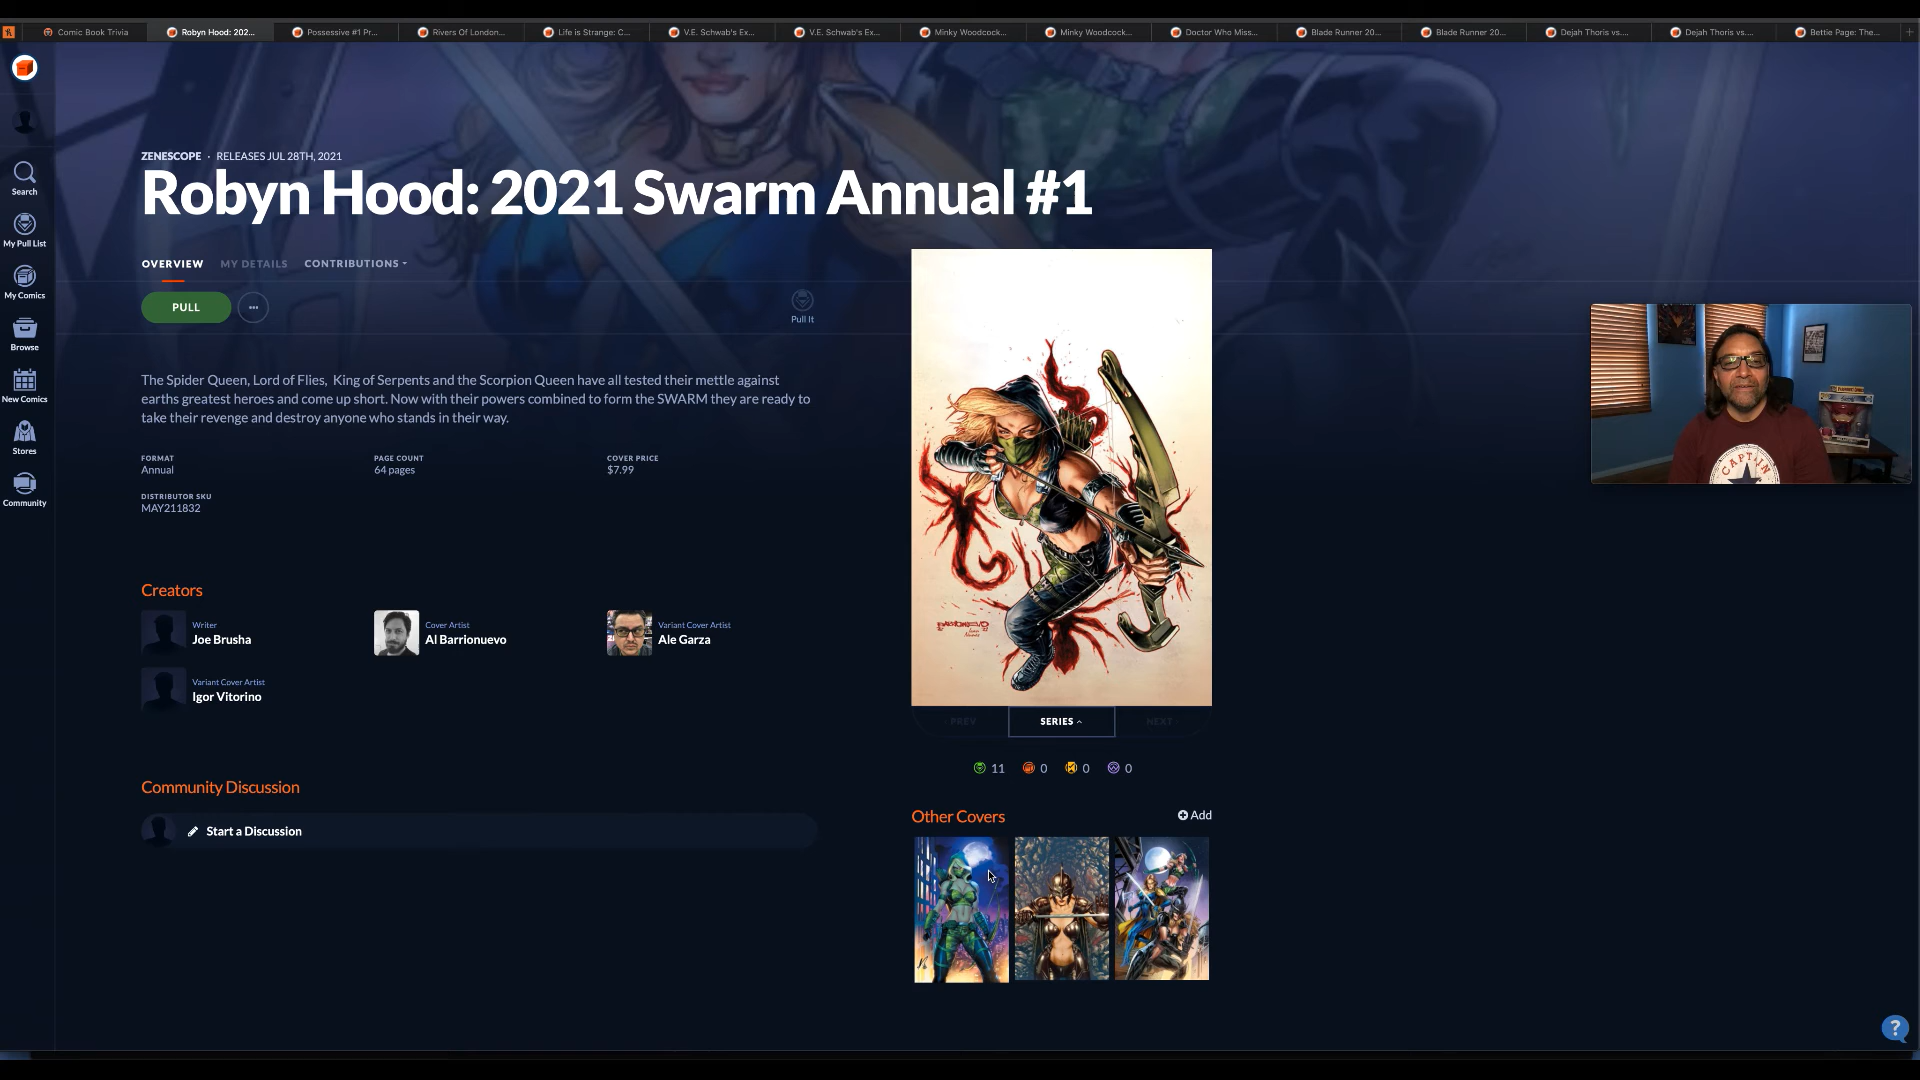 Comic Book Trivia
Robyn Hood: 202...
Possessive #1 Pr...
Rivers Of London...
Life is Strange: C...
V.E. Schwab's Ex...
V.E. Schwab's Ex...
Minky Woodcock...
Minky Woodcock...
Doctor Who Miss...
Blade Runner 20...
Blade Runner 20...
Dejah Thoris vs....
Dejah Thoris vs....
Bettie Page: The...
Search
My Pull List
My Comics
Browse
New Comics
Stores
Community
ZENESCOPE · RELEASES JUL 28TH, 2021
Robyn Hood: 2021 Swarm Annual #1
OVERVIEW
MY DETAILS
CONTRIBUTIONS
PULL
Pull It
The Spider Queen, Lord of Flies, King of Serpents and the Scorpion Queen have all tested their mettle against
earths greatest heroes and come up short. Now with their powers combined to form the SWARM they are ready to
take their revenge and destroy anyone who stands in their way.
FORMAT
Annual
PAGE COUNT
64 pages
COVER PRICE
$7.99
DISTRIBUTOR SKU
MAY211832
Creators
Writer
Joe Brusha
Cover Artist
Al Barrionuevo
Variant Cover Artist
Ale Garza
Variant Cover Artist
Igor Vitorino
Community Discussion
Start a Discussion
BARRIONUEVO
PREV
SERIES
NEXT
11
0
0
0
Other Covers
Add
CAPTAIN
?